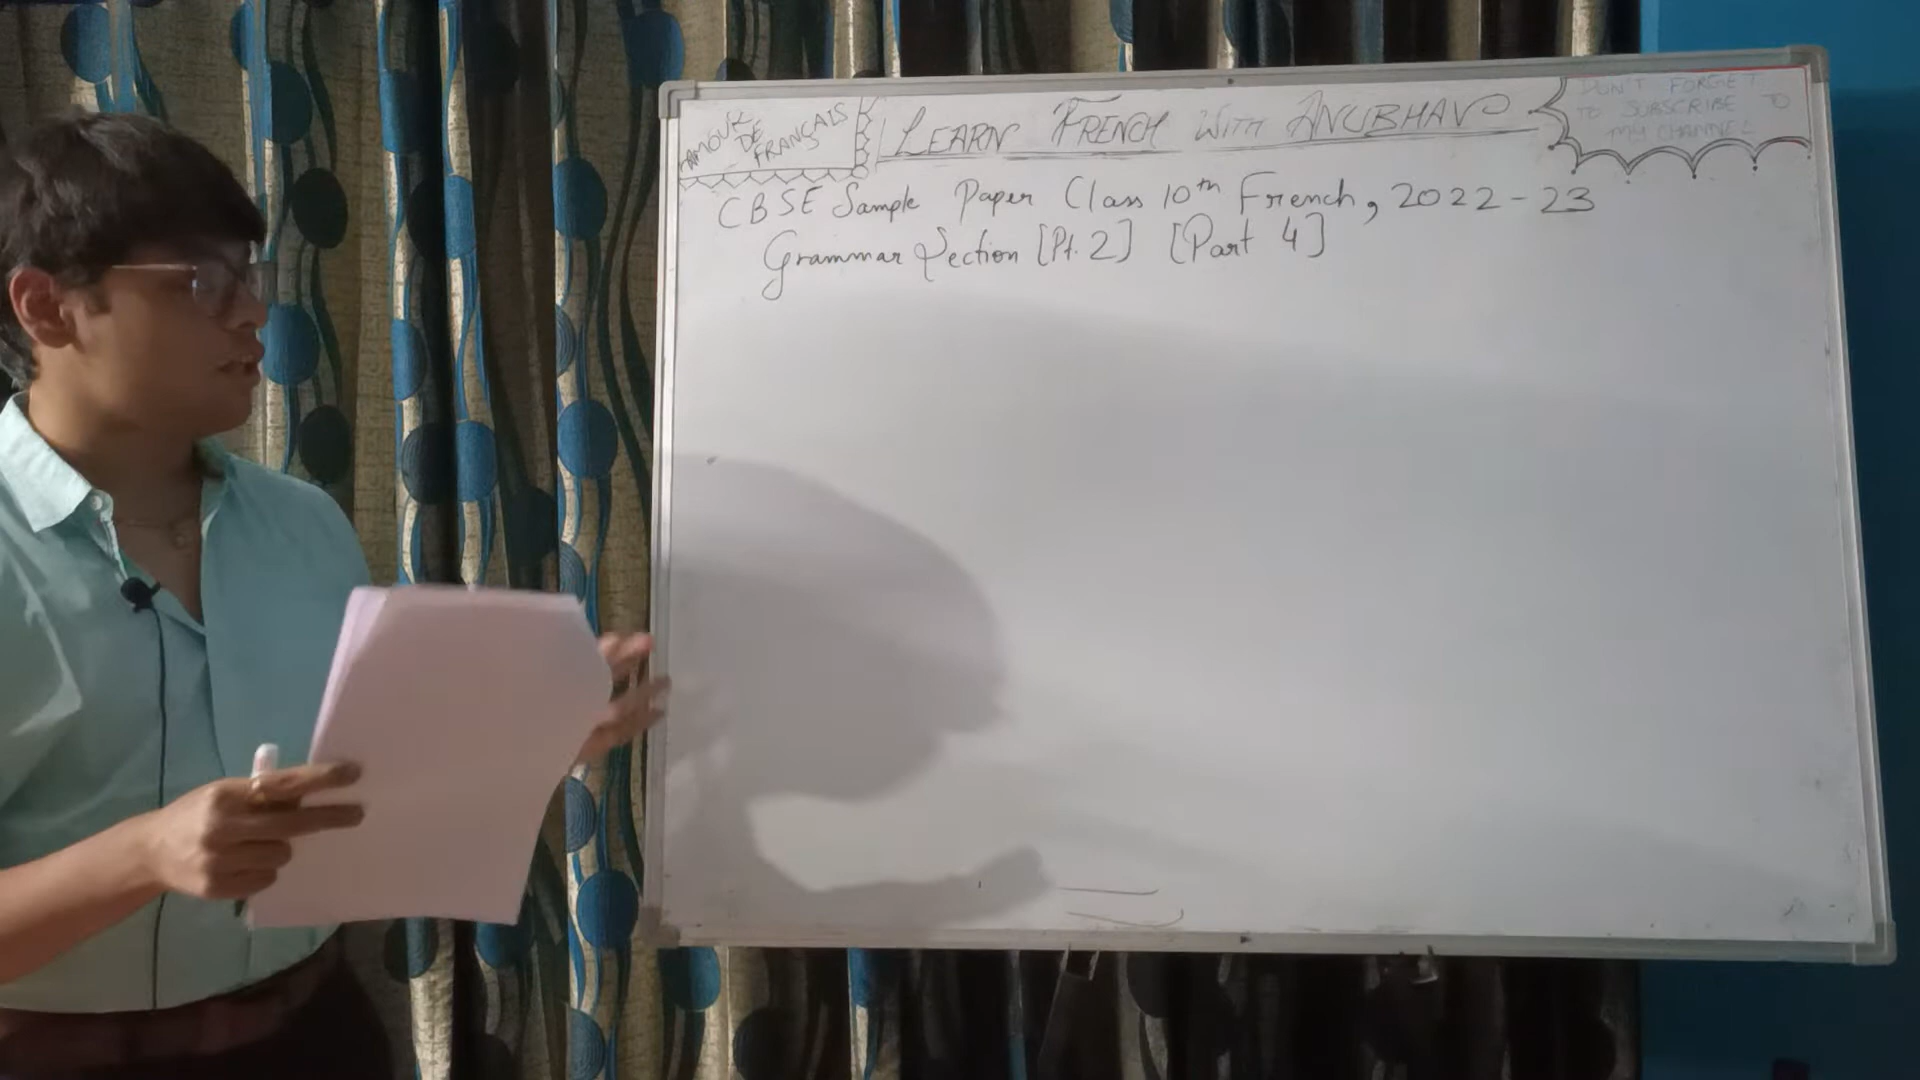 AMOUR
DE
FRANÇAIS
LEARN FRENCH WITH ANUBHAV
DON'T FORGET
TO SUBSCRIBE TO
MY CHANNEL
CBSE Sample Paper Class 10th French, 2022-23
Grammar Section [Pt. 2] [Part 4]